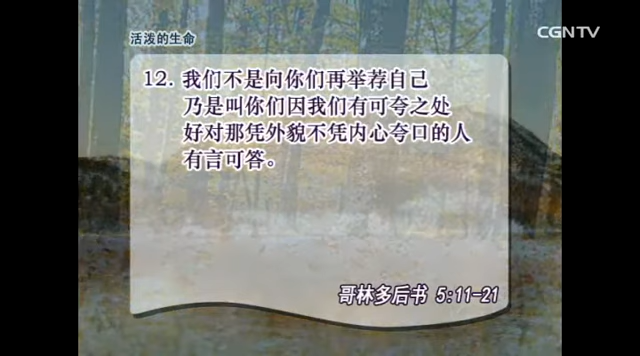 活泼的生命
CGNTV
12. 我们不是向你们再举荐自己
乃是叫你们因我们有可夸之处
好对那凭外貌不凭内心夸口的人
有言可答。
哥林多后书 5:11-21